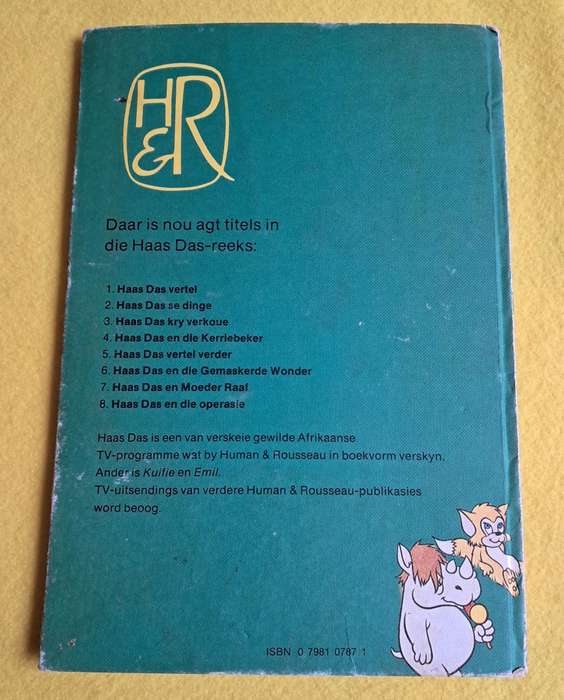 H&R
Daar is nou agt titels in
die Haas Das-reeks:
1. Haas Das vertel
2. Haas Das se dinge
3. Haas Das kry verkoue
4. Haas Das en die Kerriebeker
5. Haas Das vertel verder
6. Haas Das en die Gemaskerde Wonder
7. Haas Das en Moeder Raaf
8. Haas Das en die operasie
Haas Das is een van verskeie gewilde Afrikaanse
TV-programme wat by Human & Rousseau in boekvorm verskyn.
Ander is Kuifie en Emil.
TV-uitsendings van verdere Human & Rousseau-publikasies
word beoog.
ISBN 0 7981 0787 1